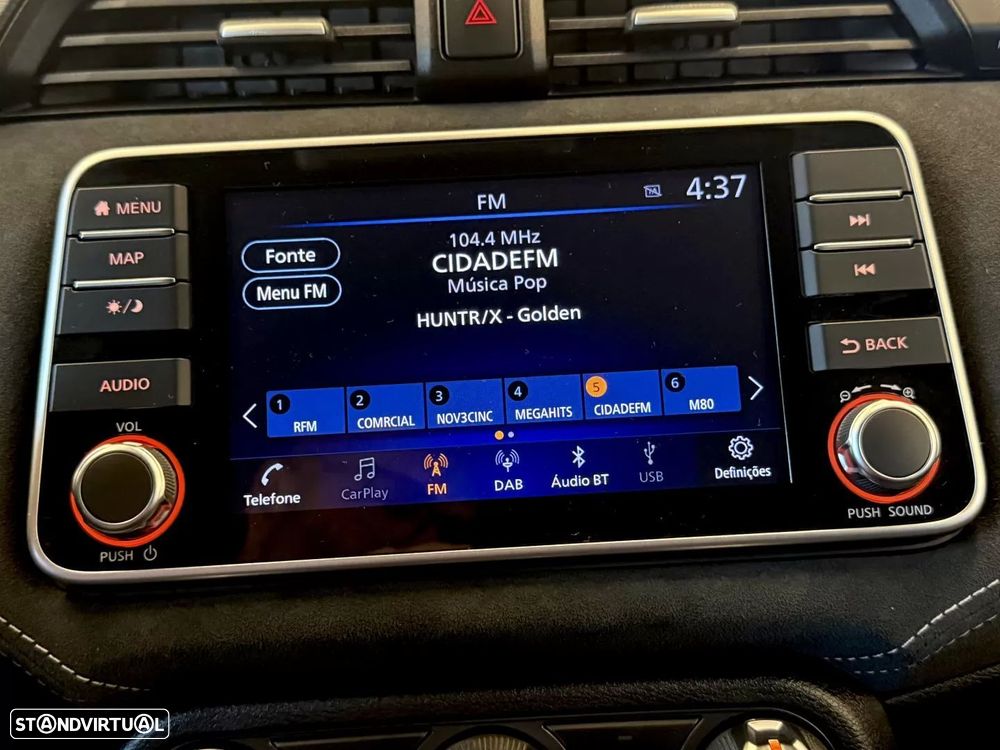 MENU
MAP
AUDIO
VOL
PUSH
FM
TA
4:37
104.4 MHz
CIDADEFM
Música Pop
HUNTR/X - Golden
Fonte
Menu FM
1 RFM
2 COMRCIAL
3 NOV3CINC
4 MEGAHITS
5 CIDADEFM
6 M80
Telefone
CarPlay
FM
DAB
Áudio BT
USB
Definições
BACK
PUSH SOUND
STANDVIRTUAL